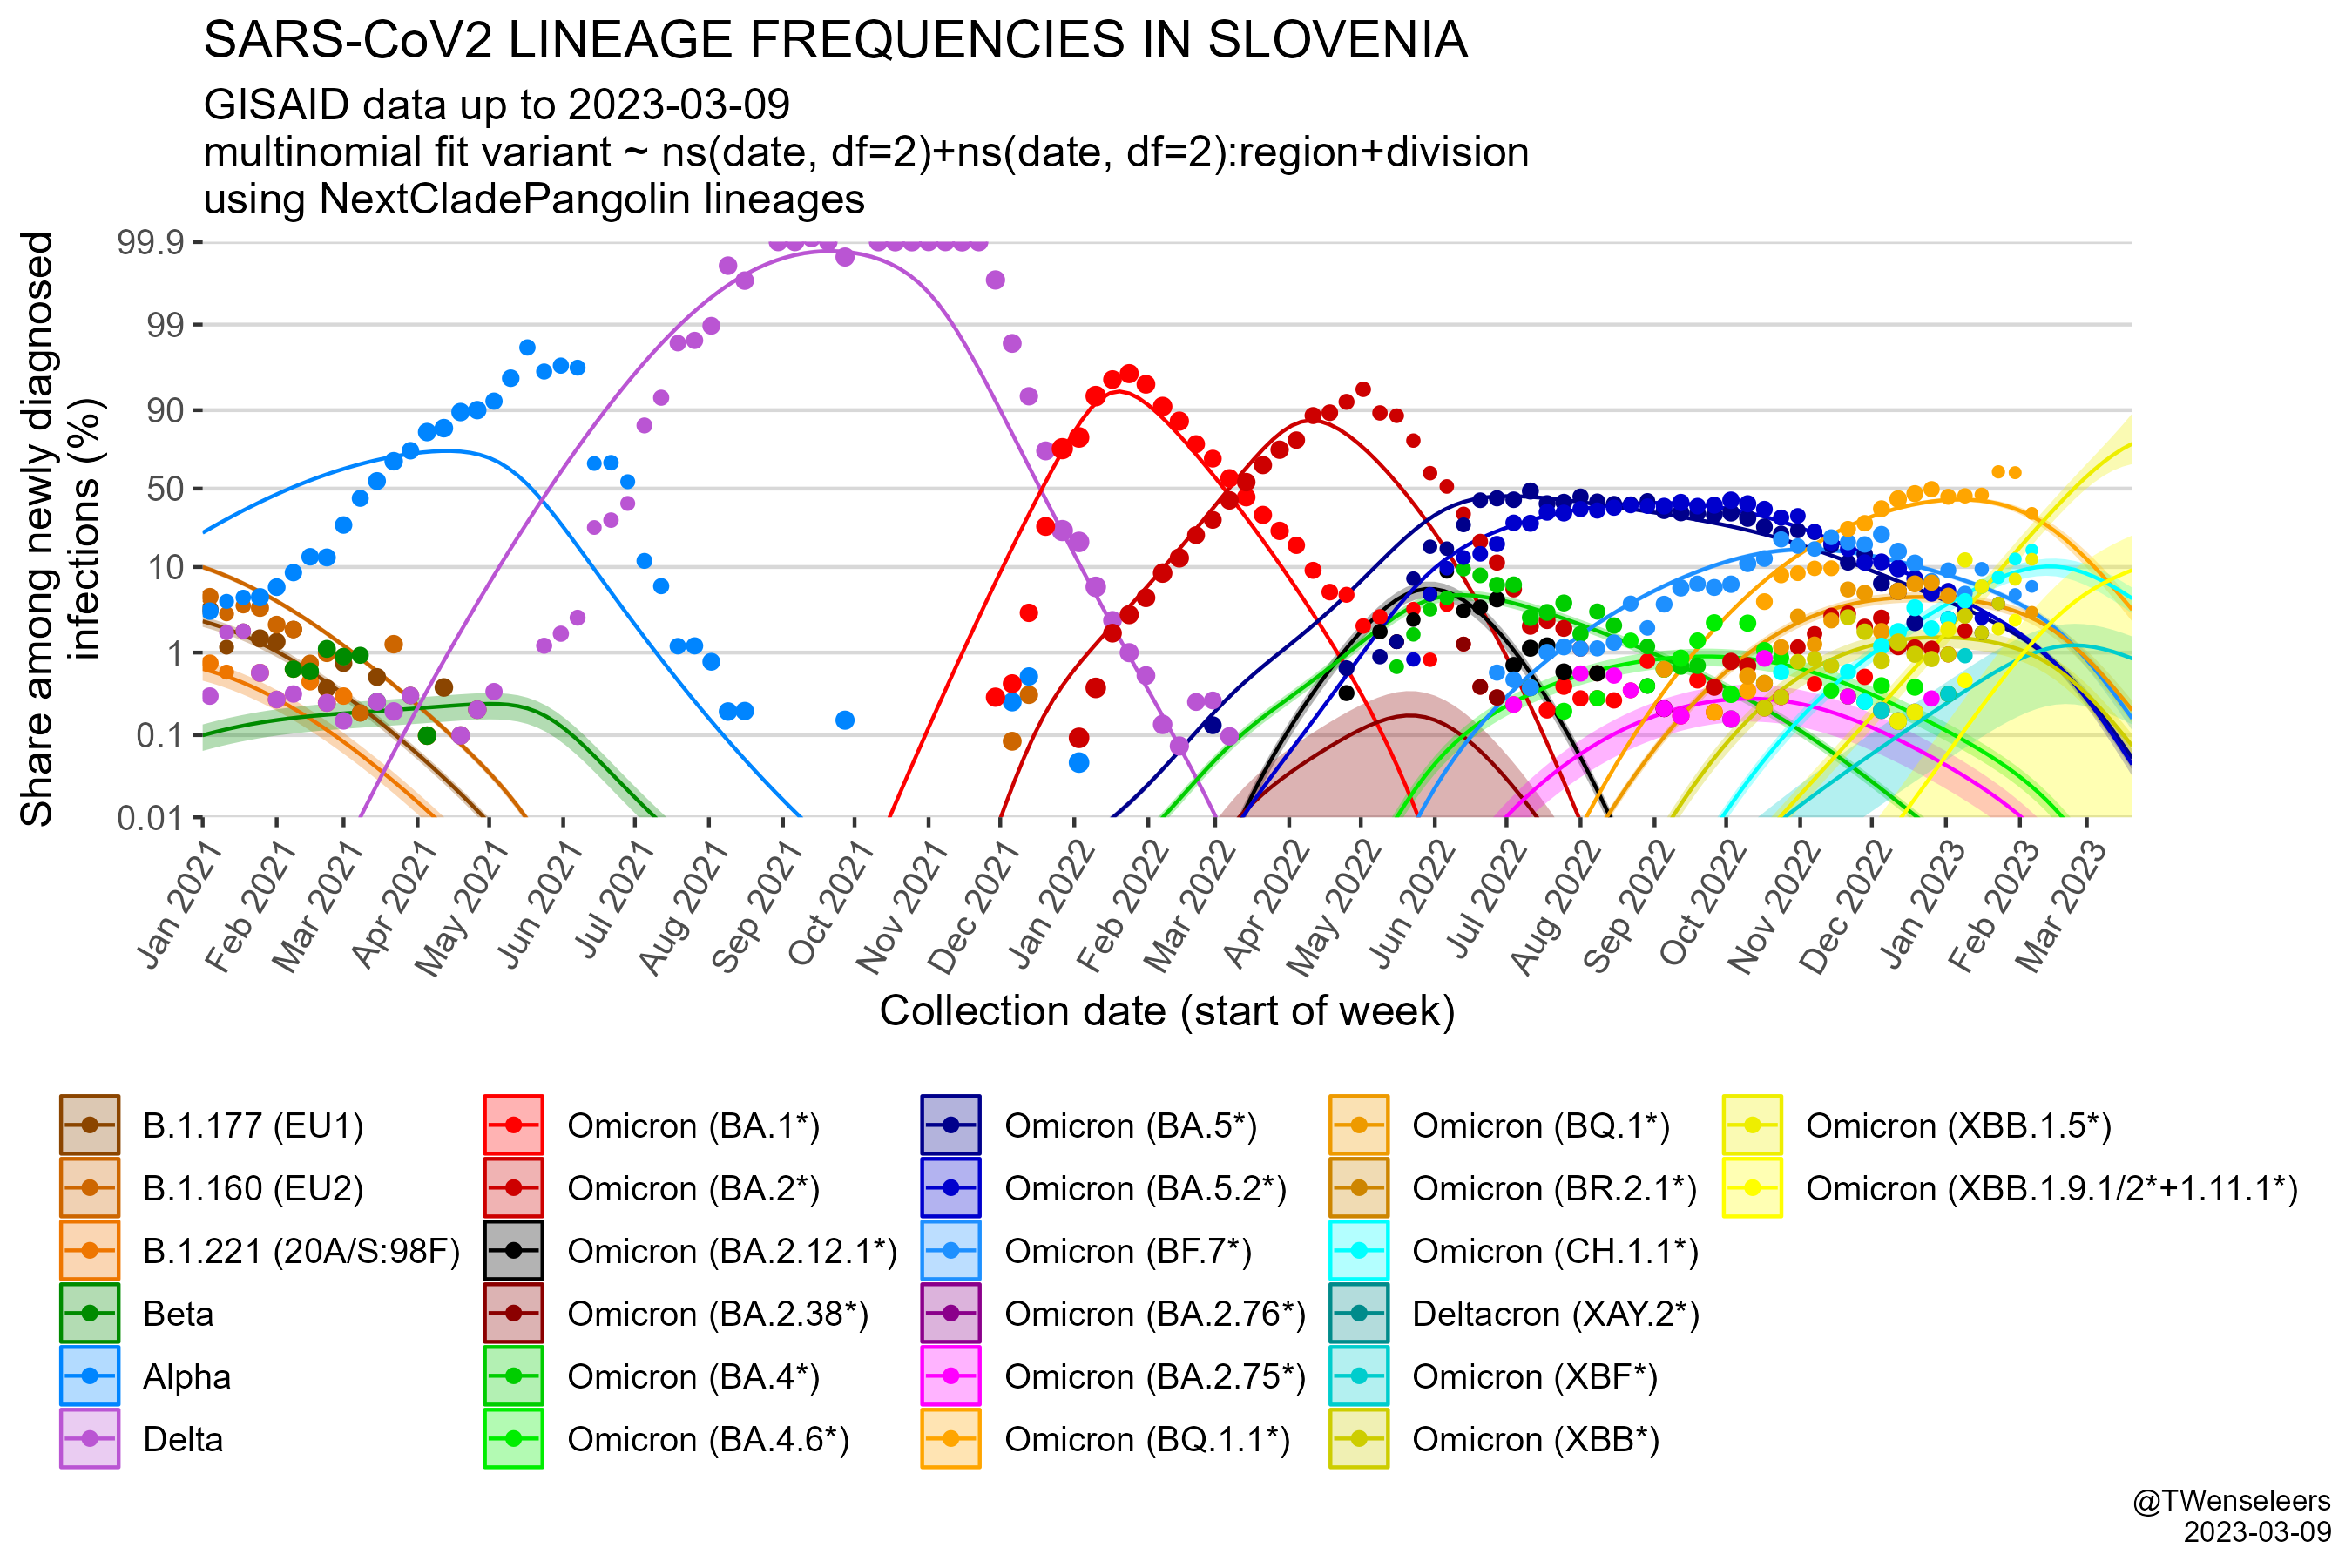 SARS-CoV2 LINEAGE FREQUENCIES IN SLOVENIA
GISAID data up to 2023-03-09
multinomial fit variant ~ ns(date, df=2)+ns(date, df=2):region+division
using NextCladePangolin lineages
Share among newly diagnosed
infections (%)
99.9
99
90
50
10
1
0.1
0.01
Jan 2021
Feb 2021
Mar 2021
Apr 2021
May 2021
Jun 2021
Jul 2021
Aug 2021
Sep 2021
Oct 2021
Nov 2021
Dec 2021
Jan 2022
Feb 2022
Mar 2022
Apr 2022
May 2022
Jun 2022
Jul 2022
Aug 2022
Sep 2022
Oct 2022
Nov 2022
Dec 2022
Jan 2023
Feb 2023
Mar 2023
Collection date (start of week)
B.1.177 (EU1)
B.1.160 (EU2)
B.1.221 (20A/S:98F)
Beta
Alpha
Delta
Omicron (BA.1*)
Omicron (BA.2*)
Omicron (BA.2.12.1*)
Omicron (BA.2.38*)
Omicron (BA.4*)
Omicron (BA.4.6*)
Omicron (BA.5*)
Omicron (BA.5.2*)
Omicron (BF.7*)
Omicron (BA.2.76*)
Omicron (BA.2.75*)
Omicron (BQ.1.1*)
Omicron (BQ.1*)
Omicron (BR.2.1*)
Omicron (CH.1.1*)
Deltacron (XAY.2*)
Omicron (XBF*)
Omicron (XBB*)
Omicron (XBB.1.5*)
Omicron (XBB.1.9.1/2*+1.11.1*)
@TWenseleers
2023-03-09